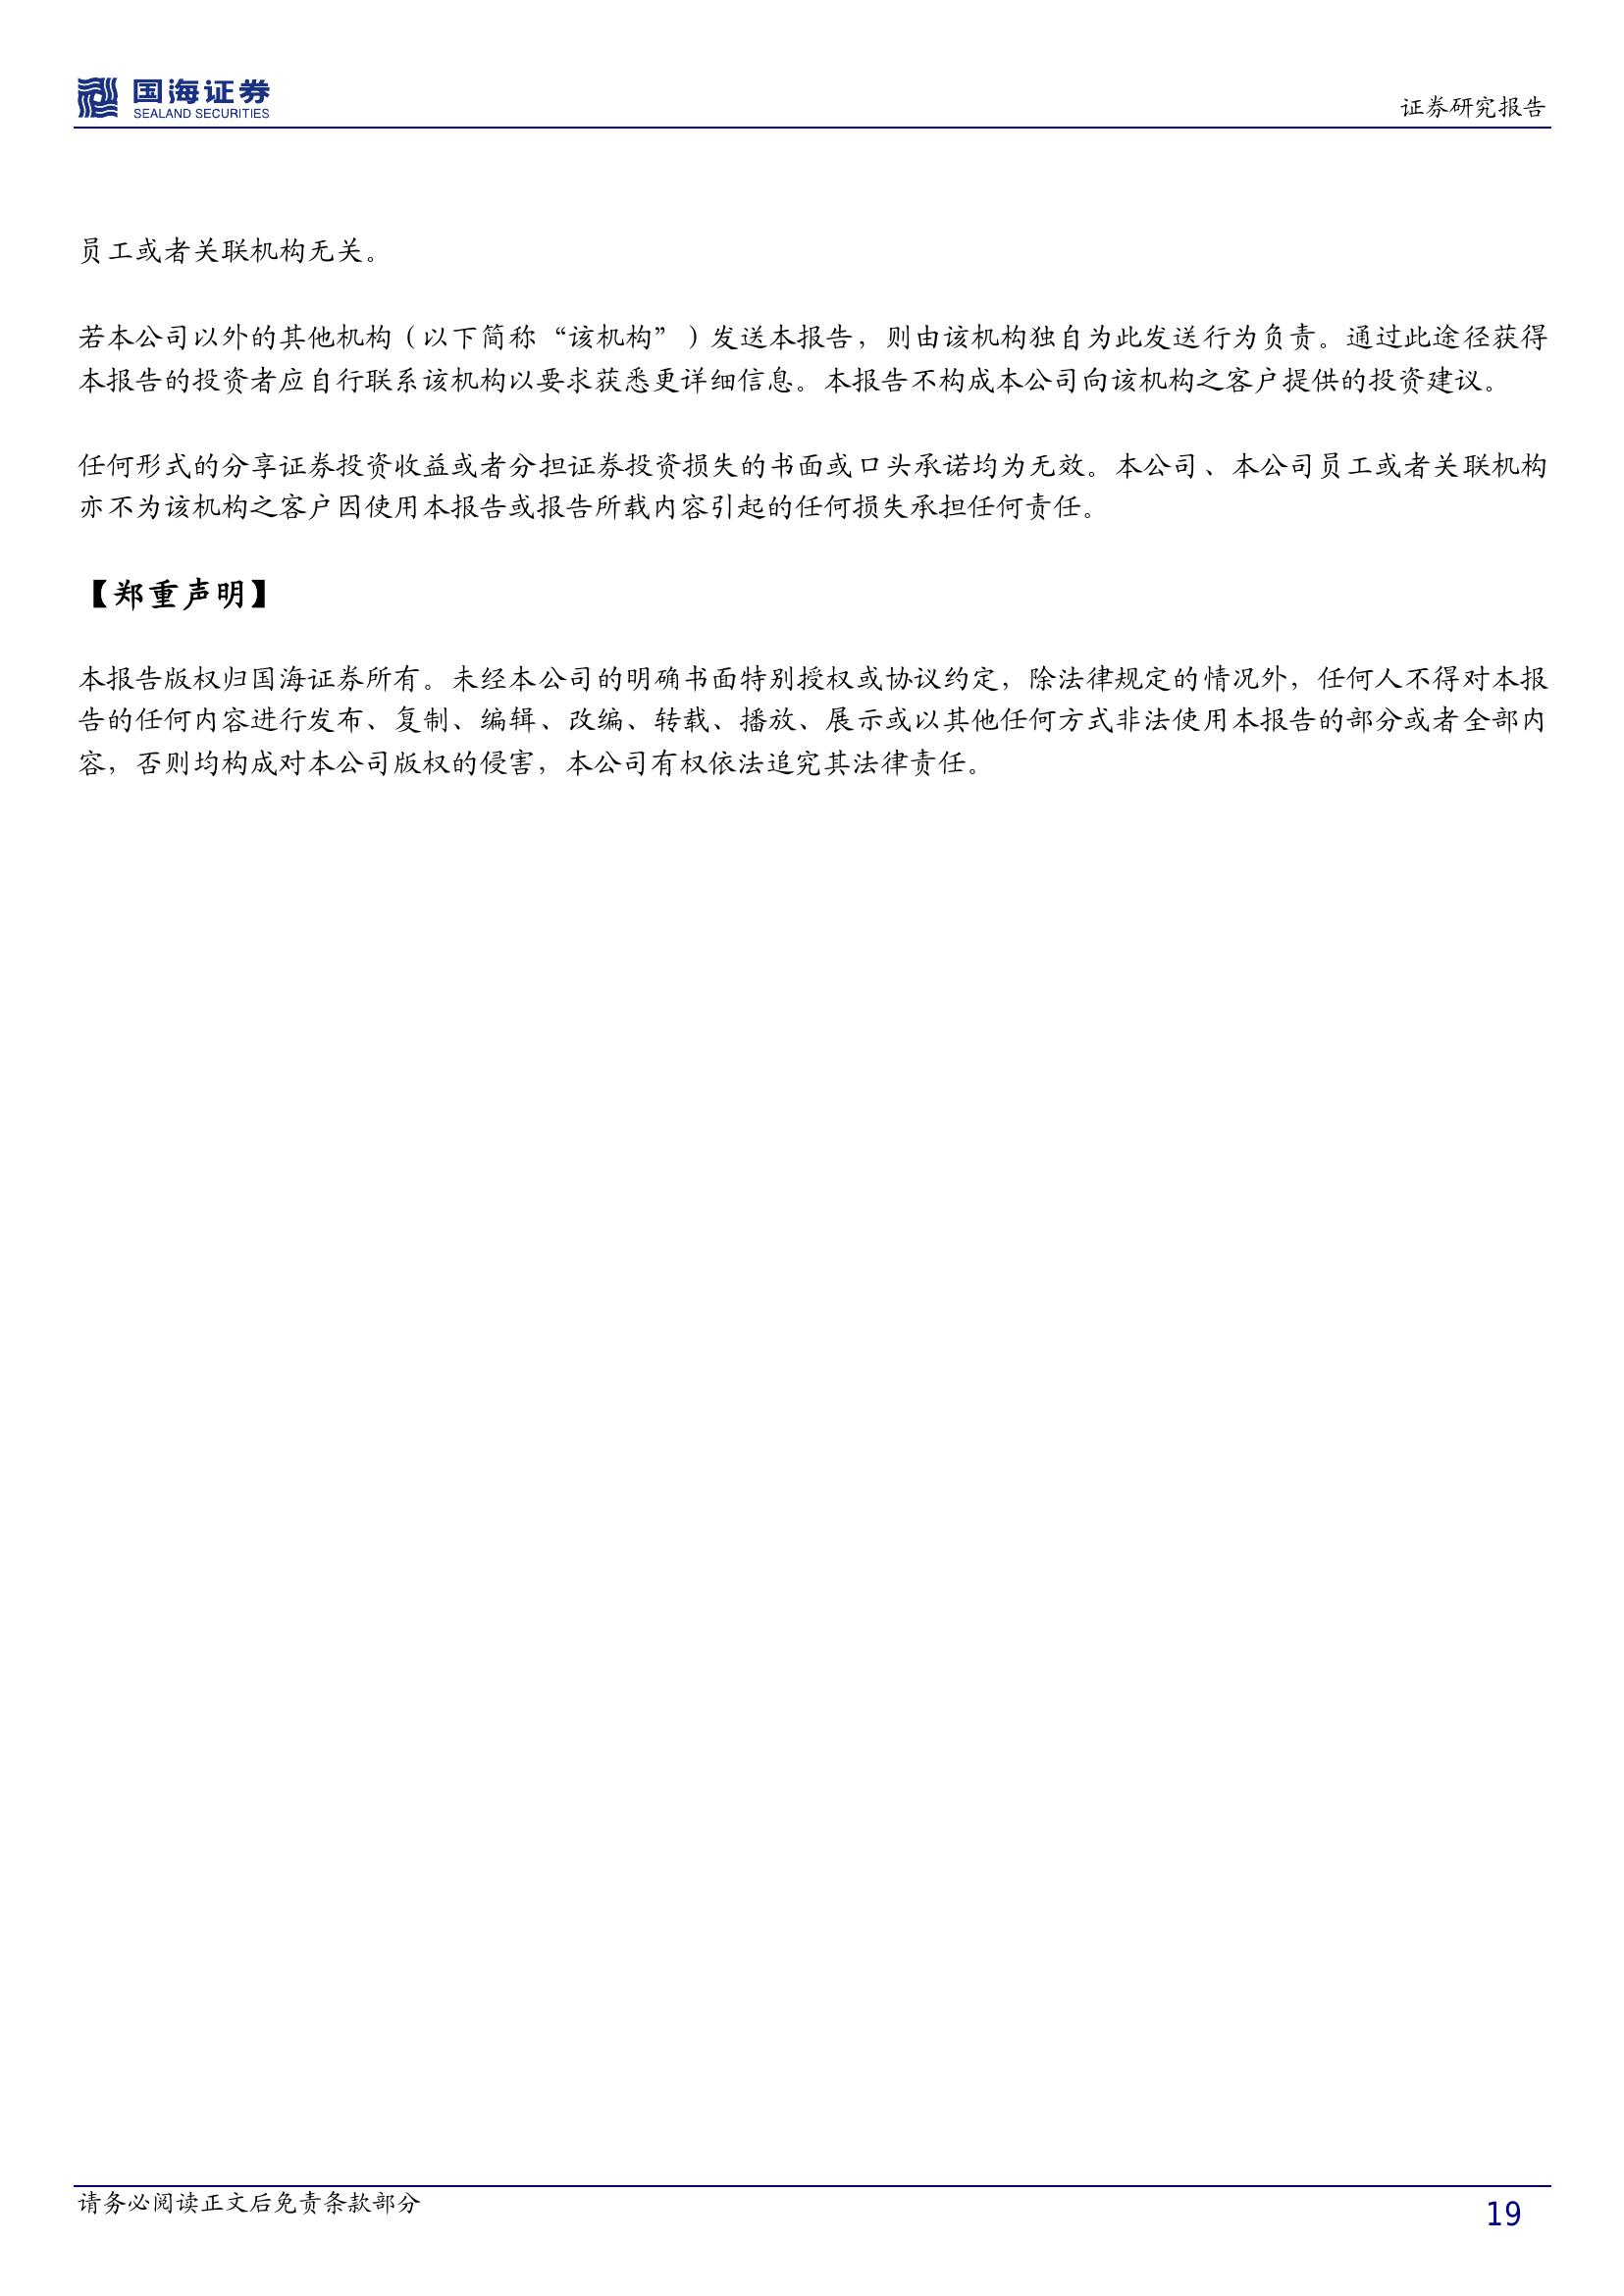 国海证券
SEALAND SECURITIES
证券研究报告
员工或者关联机构无关。
若本公司以外的其他机构（以下简称“该机构”）发送本报告，则由该机构独自为此发送行为负责。通过此途径获得
本报告的投资者应自行联系该机构以要求获悉更详细信息。本报告不构成本公司向该机构之客户提供的投资建议。
任何形式的分享证券投资收益或者分担证券投资损失的书面或口头承诺均为无效。本公司、本公司员工或者关联机构
亦不为该机构之客户因使用本报告或报告所载内容引起的任何损失承担任何责任。
【郑重声明】
本报告版权归国海证券所有。未经本公司的明确书面特别授权或协议约定，除法律规定的情况外，任何人不得对本报
告的任何内容进行发布、复制、编辑、改编、转载、播放、展示或以其他任何方式非法使用本报告的部分或者全部内
容，否则均构成对本公司版权的侵害，本公司有权依法追究其法律责任。
请务必阅读正文后免责条款部分
19